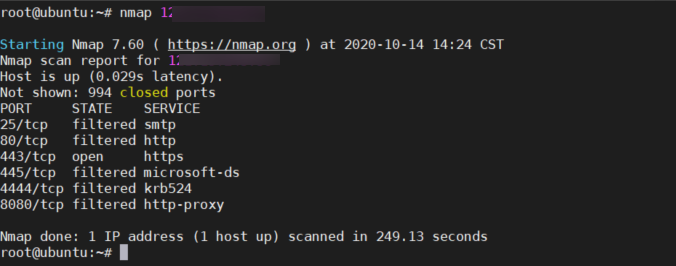 root@ubuntu:~# nmap 12
Starting Nmap 7.60 ( https://nmap.org ) at 2020-10-14 14:24 CST
Nmap scan report for 12
Host is up (0.029s latency).
Not shown: 994 closed ports
PORT STATE SERVICE
25/tcp filtered smtp
80/tcp filtered http
443/tcp open https
445/tcp filtered microsoft-ds
4444/tcp filtered krb524
8080/tcp filtered http-proxy
Nmap done: 1 IP address (1 host up) scanned in 249.13 seconds
root@ubuntu:~#